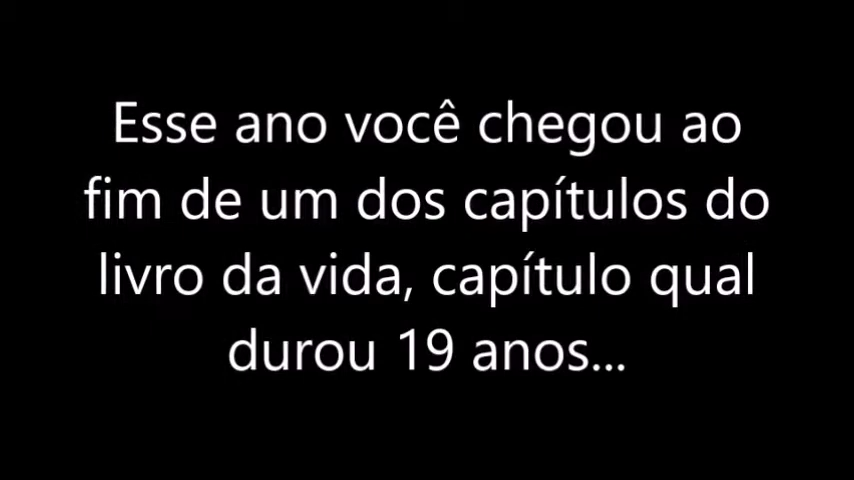 Esse ano você chegou ao
fim de um dos capítulos do
livro da vida, capítulo qual
durou 19 anos...